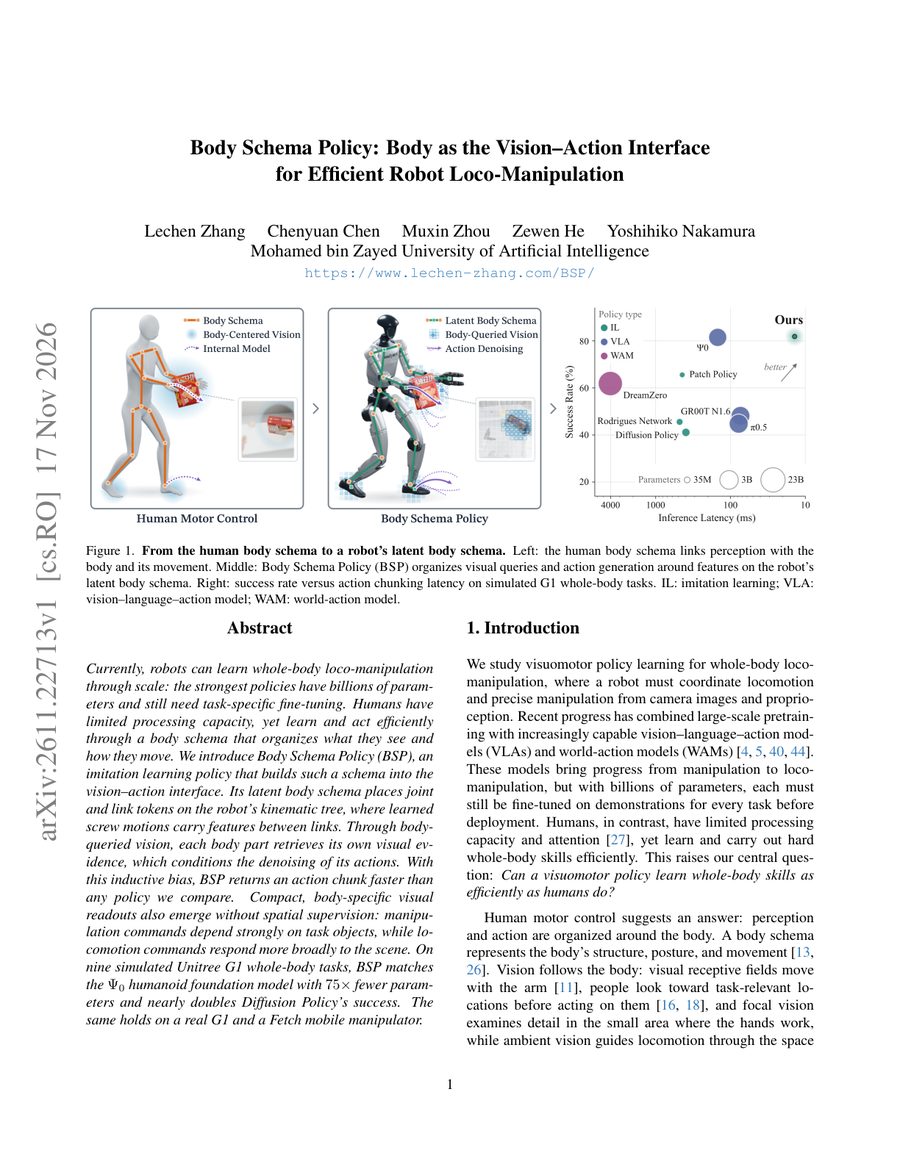 arXiv:2611.22713v1 [cs.RO] 17 Nov 2026
Body Schema Policy: Body as the Vision–Action Interface
for Efficient Robot Loco-Manipulation
Lechen Zhang Chenyuan Chen Muxin Zhou Zewen He Yoshihiko Nakamura
Mohamed bin Zayed University of Artificial Intelligence
https://www.lechen-zhang.com/BSP/
Body Schema
Body-Centered Vision
Internal Model
Human Motor Control
Latent Body Schema
Body-Queried Vision
Action Denoising
Body Schema Policy
Policy type
IL
VLA
WAM
Ours
better
Ψ0
Patch Policy
DreamZero
GR00T N1.6
Rodrigues Network
π0.5
Diffusion Policy
Parameters 35M 3B 23B
Success Rate (%)
80
60
40
20
4000 1000 100 10
Inference Latency (ms)
Figure 1. From the human body schema to a robot's latent body schema. Left: the human body schema links perception with the
body and its movement. Middle: Body Schema Policy (BSP) organizes visual queries and action generation around features on the robot's
latent body schema. Right: success rate versus action chunking latency on simulated G1 whole-body tasks. IL: imitation learning; VLA:
vision–language–action model; WAM: world-action model.
Abstract
Currently, robots can learn whole-body loco-manipulation
through scale: the strongest policies have billions of param-
eters and still need task-specific fine-tuning. Humans have
limited processing capacity, yet learn and act efficiently
through a body schema that organizes what they see and
how they move. We introduce Body Schema Policy (BSP), an
imitation learning policy that builds such a schema into the
vision–action interface. Its latent body schema places joint
and link tokens on the robot's kinematic tree, where learned
screw motions carry features between links. Through body-
queried vision, each body part retrieves its own visual ev-
idence, which conditions the denoising of its actions. With
this inductive bias, BSP returns an action chunk faster than
any policy we compare. Compact, body-specific visual
readouts also emerge without spatial supervision: manipu-
lation commands depend strongly on task objects, while lo-
comotion commands respond more broadly to the scene. On
nine simulated Unitree G1 whole-body tasks, BSP matches
the Ψ0 humanoid foundation model with 75× fewer param-
eters and nearly doubles Diffusion Policy's success. The
same holds on a real G1 and a Fetch mobile manipulator.
1. Introduction
We study visuomotor policy learning for whole-body loco-
manipulation, where a robot must coordinate locomotion
and precise manipulation from camera images and proprio-
ception. Recent progress has combined large-scale pretrain-
ing with increasingly capable vision–language–action mod-
els (VLAs) and world-action models (WAMs) [4, 5, 40, 44].
These models bring progress from manipulation to loco-
manipulation, but with billions of parameters, each must
still be fine-tuned on demonstrations for every task before
deployment. Humans, in contrast, have limited processing
capacity and attention [27], yet learn and carry out hard
whole-body skills efficiently. This raises our central ques-
tion: Can a visuomotor policy learn whole-body skills as
efficiently as humans do?
Human motor control suggests an answer: perception
and action are organized around the body. A body schema
represents the body's structure, posture, and movement [13,
26]. Vision follows the body: visual receptive fields move
with the arm [11], people look toward task-relevant lo-
cations before acting on them [16, 18], and focal vision
examines detail in the small area where the hands work,
while ambient vision guides locomotion through the space
1